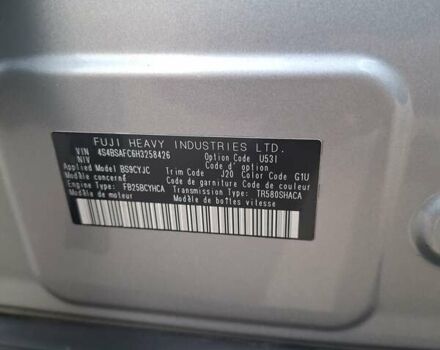 FUJI HEAVY INDUSTRIES LTD.
VIN 4S4BSAFC6H3258426 Option Code U53I
NIV Code d'option
Applied Model BS9CYJC Trim Code J20 Color Code G1U
Modèle concerné Code de garniture Code de couleur
Engine Type: FB25BCYHCA Transmission Type: TR580SHACA
Modèle de moteur Modèle de boîtes vitesse